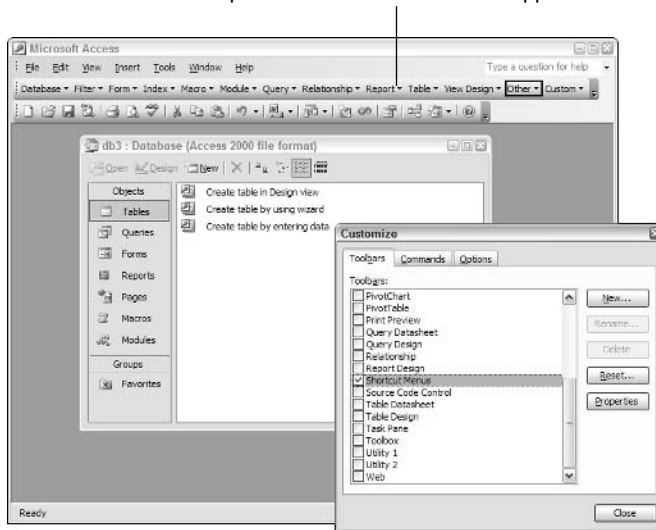 Microsoft Access
File Edit View Insert Tools Window Help Type a question for help
Database Filter Form Index Macro Module Query Relationship Report Table View Design Other Custom
db3 : Database (Access 2000 file format)
Open Design New
Objects
Tables
Queries
Forms
Reports
Pages
Macros
Modules
Groups
Favorites
Create table in Design view
Create table by using wizard
Create table by entering data
Customize
Toolbars Commands Options
Toolbars:
PivotChart
PivotTable
Print Preview
Query Datasheet
Query Design
Relationship
Report Design
Shortcut Menus
Source Code Control
Table Datasheet
Table Design
Task Pane
Toolbox
Utility 1
Utility 2
Web
New...
Rename...
Delete
Reset...
Properties
Close
Ready